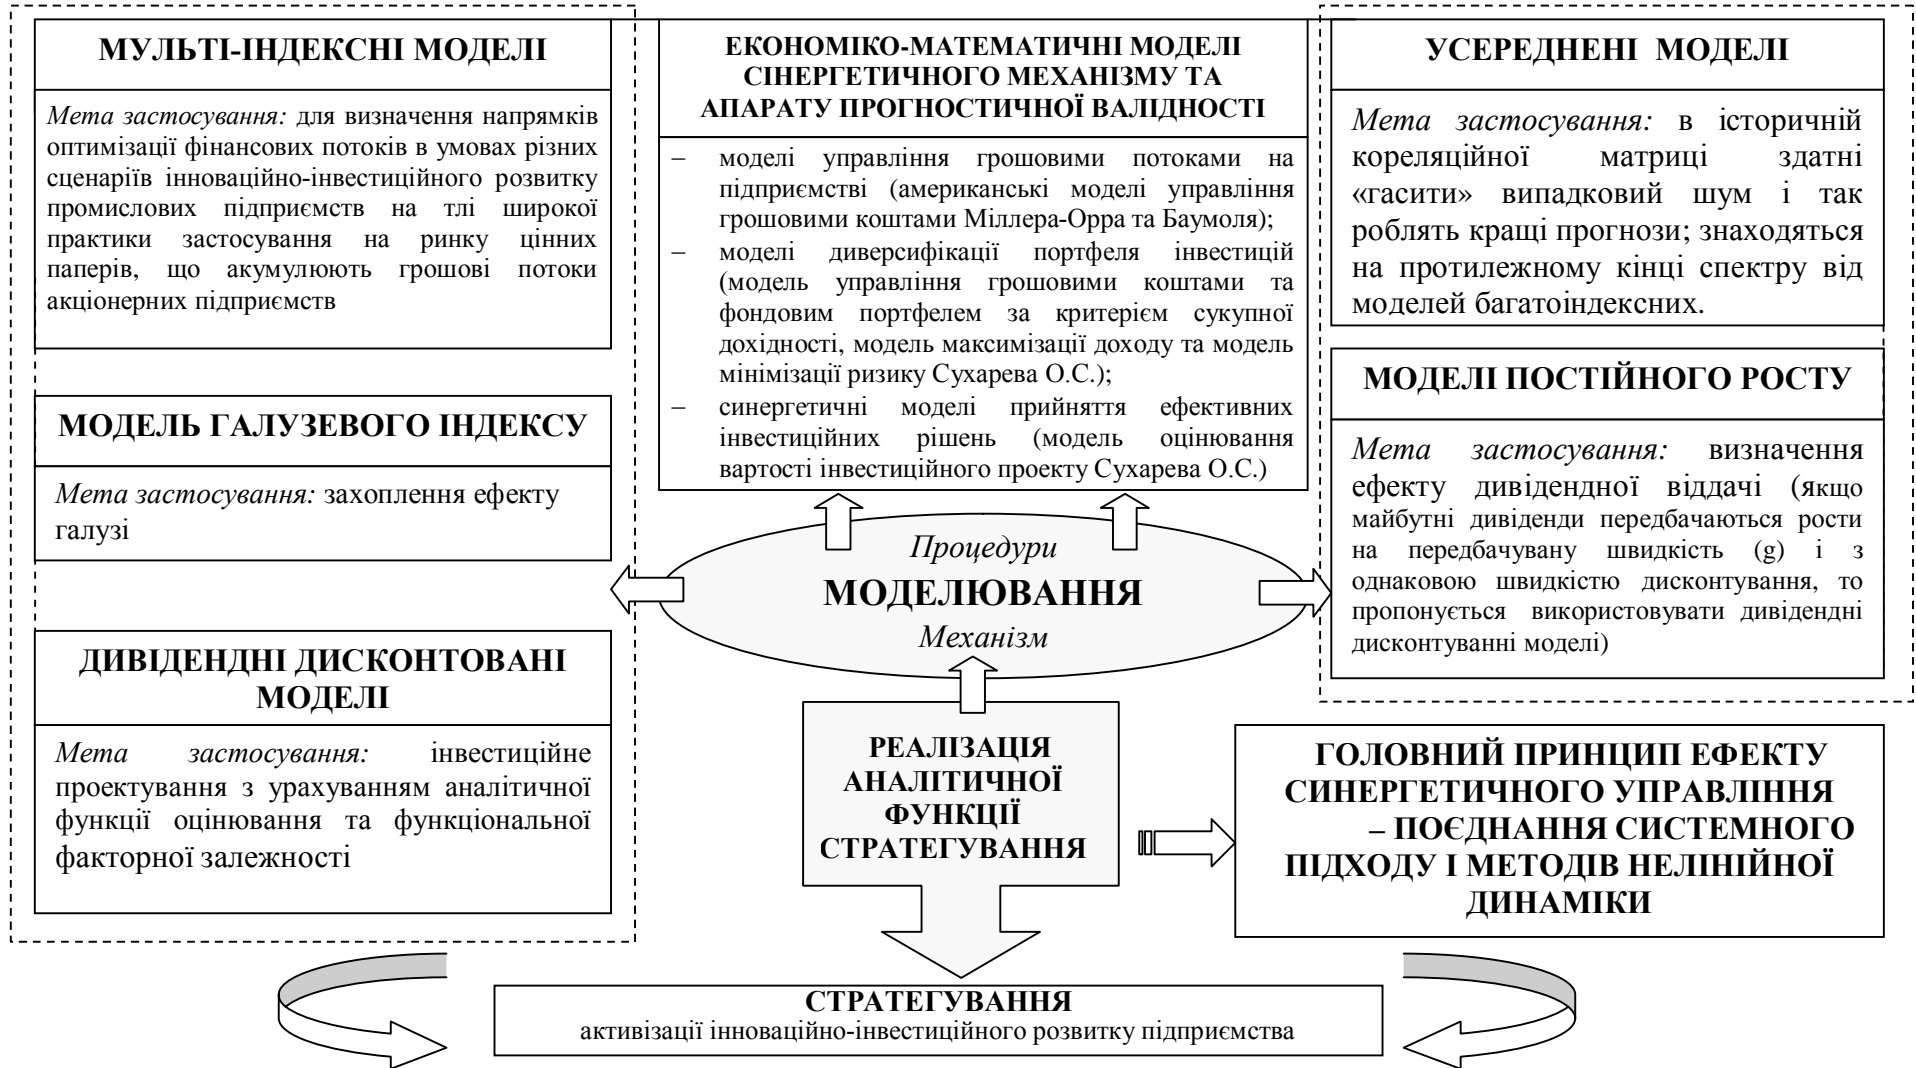 МУЛЬТІ-ІНДЕКСНІ МОДЕЛІ
Мета застосування: для визначення напрямків
оптимізації фінансових потоків в умовах різних
сценаріїв інноваційно-інвестиційного розвитку
промислових підприємств на тлі широкої
практики застосування на ринку цінних
паперів, що акумулюють грошові потоки
акціонерних підприємств
МОДЕЛЬ ГАЛУЗЕВОГО ІНДЕКСУ
Мета застосування: захоплення ефекту
галузі
ДИВІДЕНДНІ ДИСКОНТОВАНІ
МОДЕЛІ
Мета застосування: інвестиційне
проектування з урахуванням аналітичної
функції оцінювання та функціональної
факторної залежності
ЕКОНОМІКО-МАТЕМАТИЧНІ МОДЕЛІ
СІНЕРГЕТИЧНОГО МЕХАНІЗМУ ТА
АПАРАТУ ПРОГНОСТИЧНОЇ ВАЛІДНОСТІ
– моделі управління грошовими потоками на
підприємстві (американські моделі управління
грошовими коштами Міллера-Орра та Баумоля);
– моделі диверсифікації портфеля інвестицій
(модель управління грошовими коштами та
фондовим портфелем за критерієм сукупної
дохідності, модель максимізації доходу та модель
мінімізації ризику Сухарева О.С.);
– синергетичні моделі прийняття ефективних
інвестиційних рішень (модель оцінювання
вартості інвестиційного проекту Сухарева О.С.)
Процедури
МОДЕЛЮВАННЯ
Механізм
РЕАЛІЗАЦІЯ
АНАЛІТИЧНОЇ
ФУНКЦІЇ
СТРАТЕГУВАННЯ
УСЕРЕДНЕНІ МОДЕЛІ
Мета застосування: в історичній
кореляційної матриці здатні
«гасити» випадковий шум і так
роблять кращі прогнози; знаходяться
на протилежному кінці спектру від
моделей багатоіндексних.
МОДЕЛІ ПОСТІЙНОГО РОСТУ
Мета застосування: визначення
ефекту дивідендної віддачі (якщо
майбутні дивіденди передбачаються рости
на передбачувану швидкість (g) і з
однаковою швидкістю дисконтування, то
пропонується використовувати дивідендні
дисконтуванні моделі)
ГОЛОВНИЙ ПРИНЦИП ЕФЕКТУ
СИНЕРГЕТИЧНОГО УПРАВЛІННЯ
– ПОЄДНАННЯ СИСТЕМНОГО
ПІДХОДУ І МЕТОДІВ НЕЛІНІЙНОЇ
ДИНАМІКИ
СТРАТЕГУВАННЯ
активізації інноваційно-інвестиційного розвитку підприємства